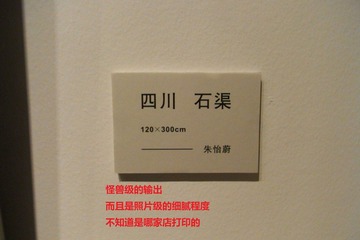 四川 石渠
120×300cm
——— 朱怡蔚
怪兽级的输出
而且是照片级的细腻程度
不知道是哪家店打印的